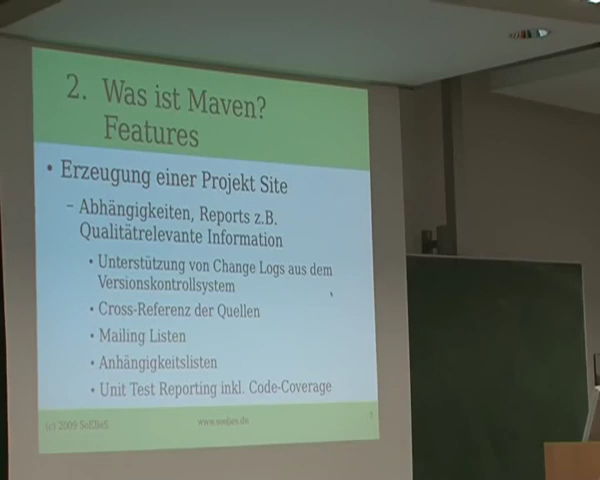 2. Was ist Maven?
Features
• Erzeugung einer Projekt Site
– Abhängigkeiten, Reports z.B.
Qualitätrelevante Information
• Unterstützung von Change Logs aus dem
Versionskontrollsystem
• Cross-Referenz der Quellen
• Mailing Listen
• Anhängigkeitslisten
• Unit Test Reporting inkl. Code-Coverage
(c) 2009 SoEBeS
www.soebes.de